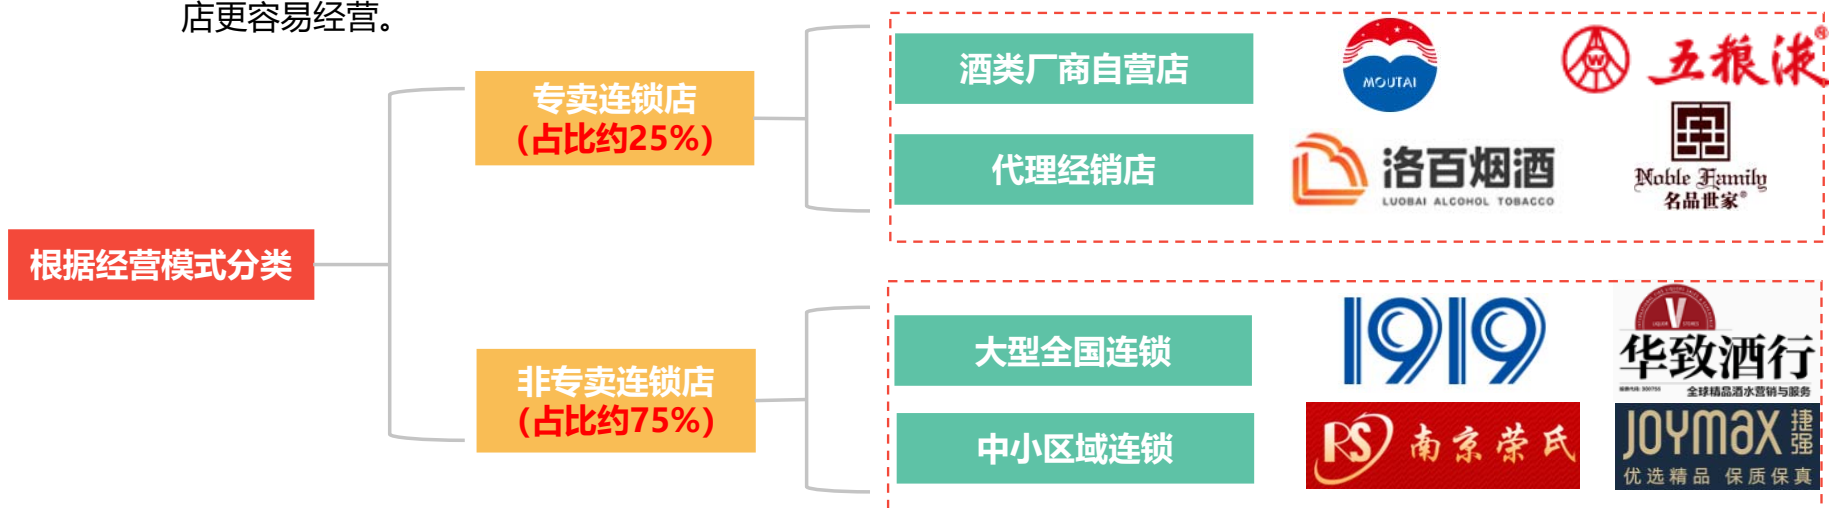 店更容易经营。
专卖连锁店
(占比约25%)
酒类厂商自营店
MOUTAI
五粮液
代理经销店
洛百烟酒
LUOBAI ALCOHOL TOBACCO
Noble Family
名品世家®
根据经营模式分类
非专卖连锁店
(占比约75%)
大型全国连锁
1919
V
华致酒行
全球精品酒水营销与服务
中小区域连锁
RS 南京荣氏
JOYMAX 捷强
优选精品 保质保真